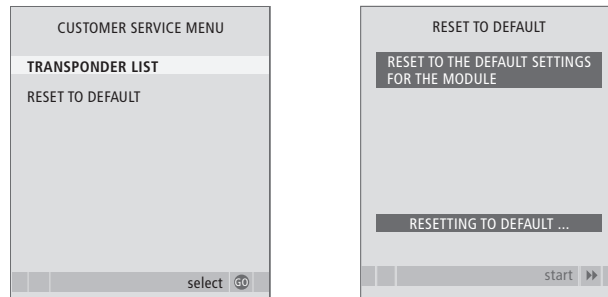 CUSTOMER SERVICE MENU
TRANSPONDER LIST
RESET TO DEFAULT
select GO
RESET TO DEFAULT
RESET TO THE DEFAULT SETTINGS
FOR THE MODULE
RESETTING TO DEFAULT ...
start